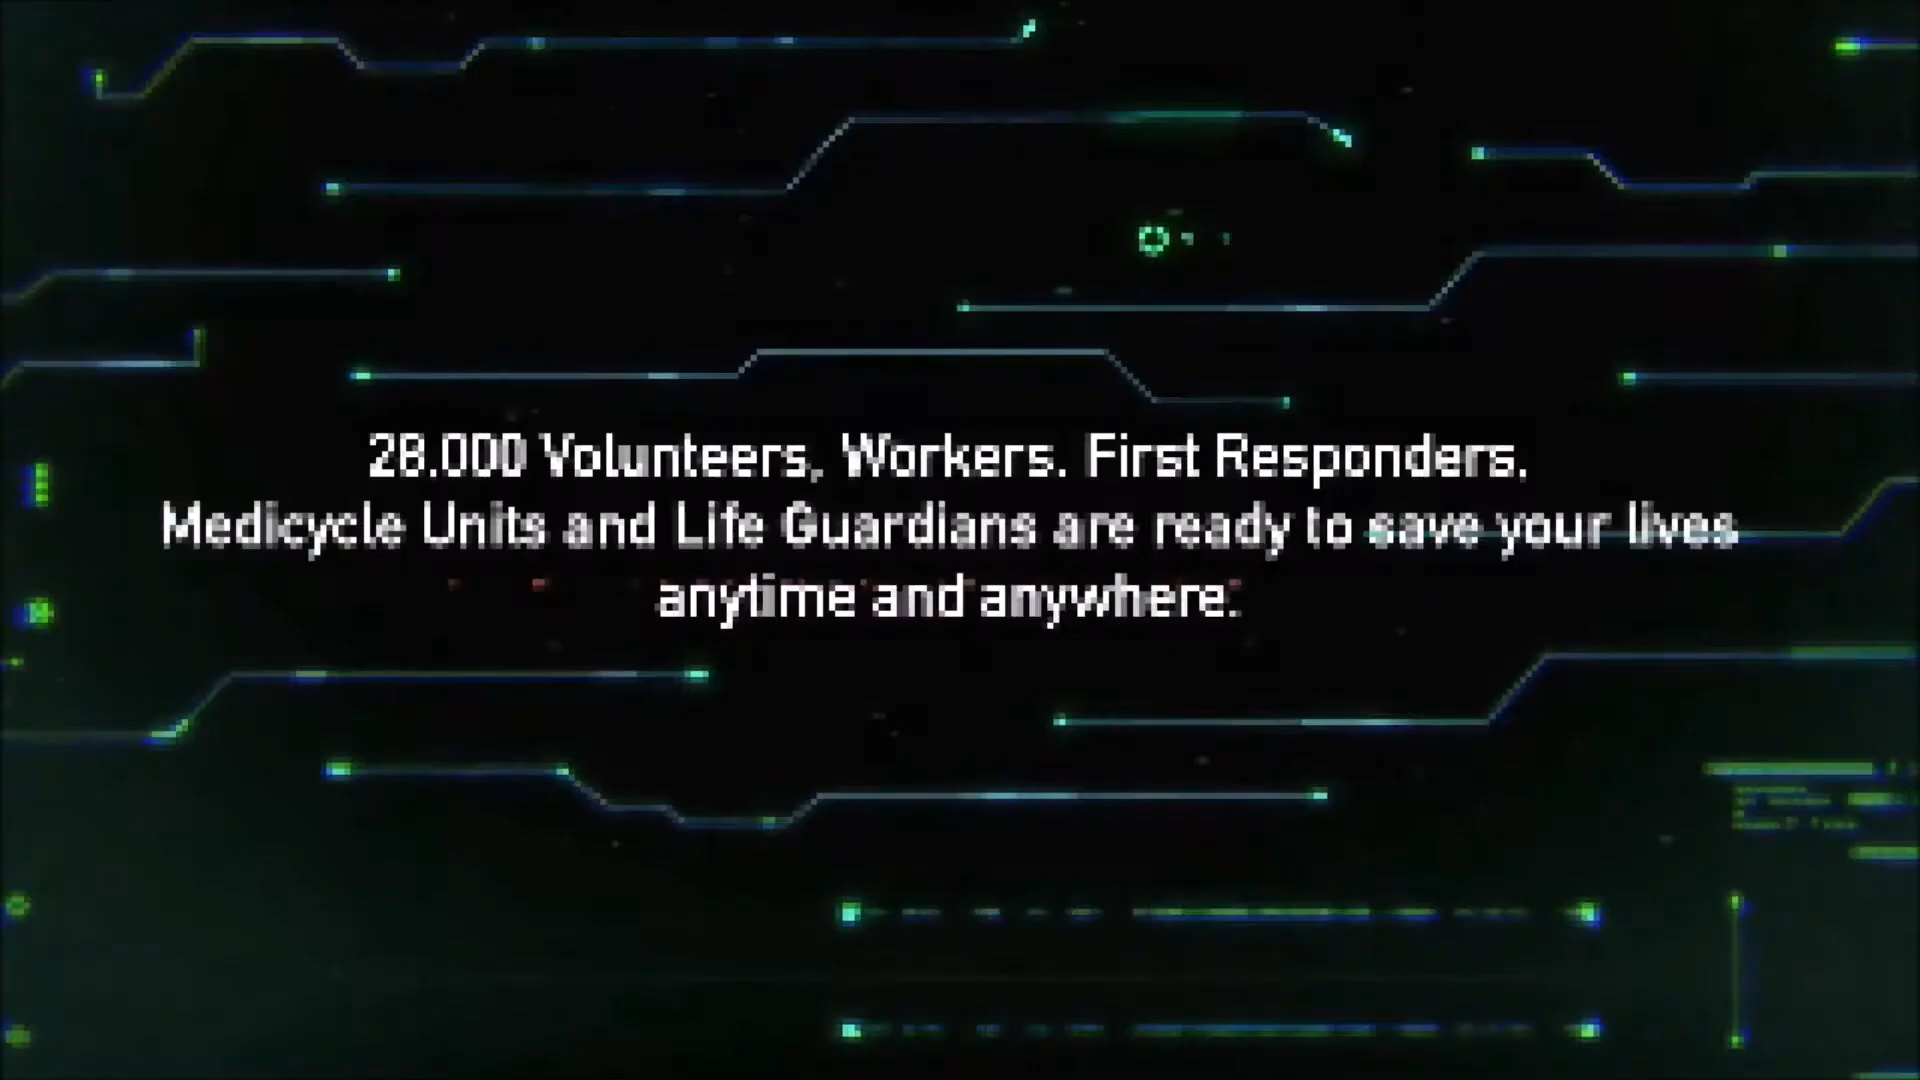 28.000 Volunteers, Workers. First Responders.
Medicycle Units and Life Guardians are ready to save your lives
anytime and anywhere.